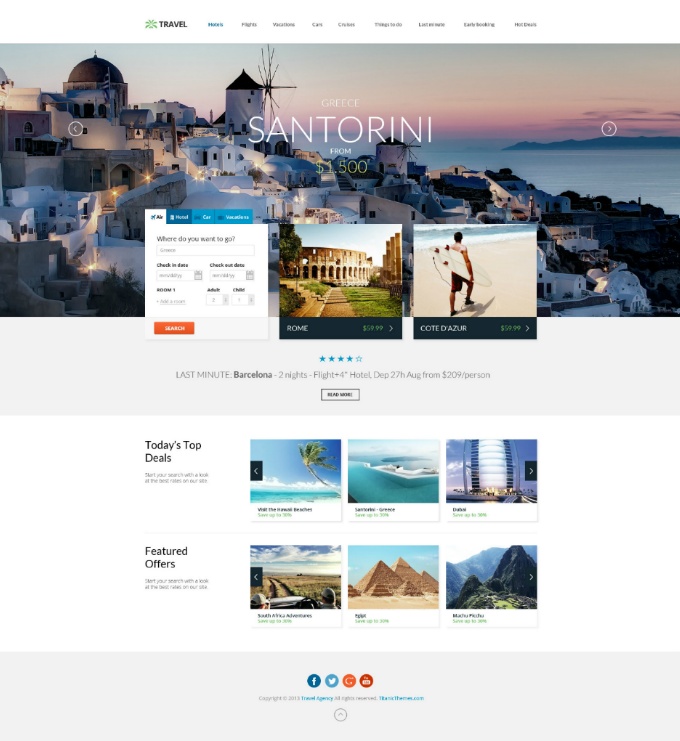 TRAVEL
Hotels Flights Vacations Cars Cruises Things to do Last minute Early booking Hot Deals
GREECE
SANTORINI
FROM
$1.500
Air Hotel Car Vacations
Where do you want to go?
Greece
Check in date Check out date
mm/dd/yy mm/dd/yy
ROOM 1 Adult Child
+ Add a room 2 1
SEARCH
ROME $59.99
COTE D'AZUR $59.99
LAST MINUTE: Barcelona - 2 nights - Flight+4* Hotel, Dep 27h Aug from $209/person
READ MORE
Today's Top
Deals
Start your search with a look
at the best rates on our site
Visit the Hawaii Beaches
Save up to 30%
Santorini - Greece
Save up to 30%
Dubai
Save up to 30%
Featured
Offers
Start your search with a look
at the best rates on our site
South Africa Adventures
Save up to 30%
Egipt
Save up to 30%
Machu Picchu
Save up to 30%
Copyright © 2013 Travel Agency All rights reserved. TitanicThemes.com